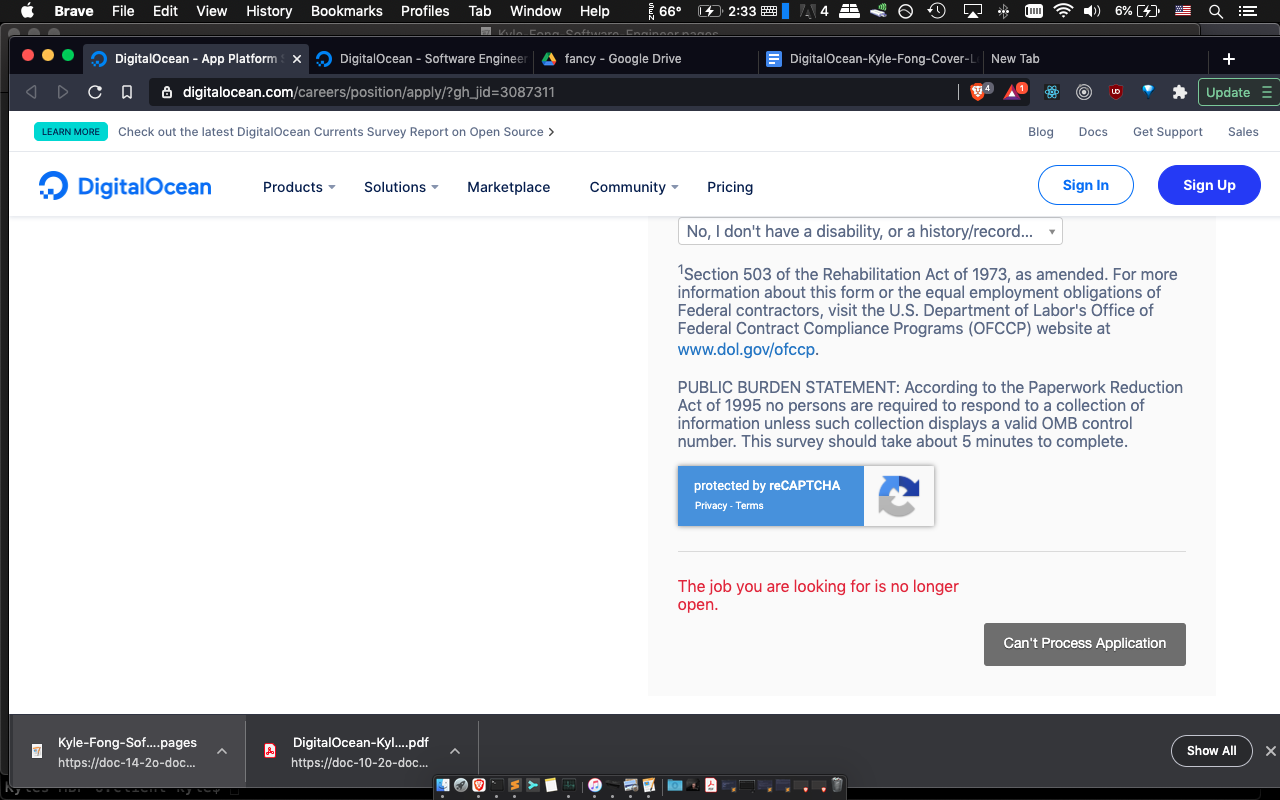 Brave File Edit View History Bookmarks Profiles Tab Window Help 66° 2:33 4 6%
Kyle-Fong-Software-Engineer.pages
DigitalOcean - App Platform DigitalOcean - Software Engineer fancy - Google Drive DigitalOcean-Kyle-Fong-Cover-L New Tab
digitalocean.com/careers/position/apply/?gh_jid=3087311 4 1 Update
LEARN MORE Check out the latest DigitalOcean Currents Survey Report on Open Source Blog Docs Get Support Sales
DigitalOcean Products Solutions Marketplace Community Pricing Sign In Sign Up
No, I don't have a disability, or a history/record...
1Section 503 of the Rehabilitation Act of 1973, as amended. For more
information about this form or the equal employment obligations of
Federal contractors, visit the U.S. Department of Labor's Office of
Federal Contract Compliance Programs (OFCCP) website at
www.dol.gov/ofccp.
PUBLIC BURDEN STATEMENT: According to the Paperwork Reduction
Act of 1995 no persons are required to respond to a collection of
information unless such collection displays a valid OMB control
number. This survey should take about 5 minutes to complete.
protected by reCAPTCHA
Privacy - Terms
The job you are looking for is no longer
open.
Can't Process Application
Kyle-Fong-Sof....pages DigitalOcean-Kyl....pdf
https://doc-14-2o-doc... https://doc-10-2o-doc...
Show All